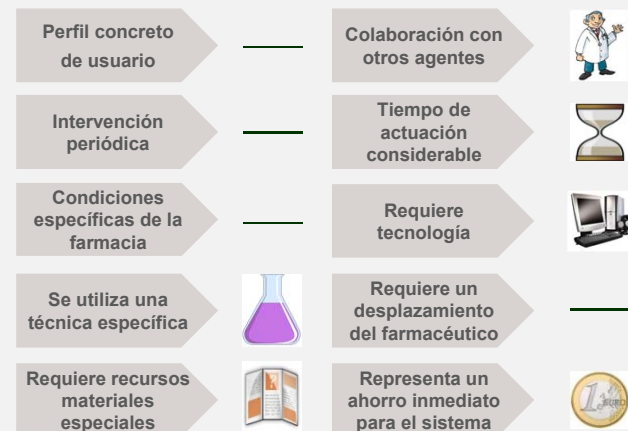 Perfil concreto
de usuario
Colaboración con
otros agentes
Intervención
periódica
Tiempo de
actuación
considerable
Condiciones
específicas de la
farmacia
Requiere
tecnología
Se utiliza una
técnica específica
Requiere un
desplazamiento
del farmacéutico
Requiere recursos
materiales
especiales
Representa un
ahorro inmediato
para el sistema
1
EURO